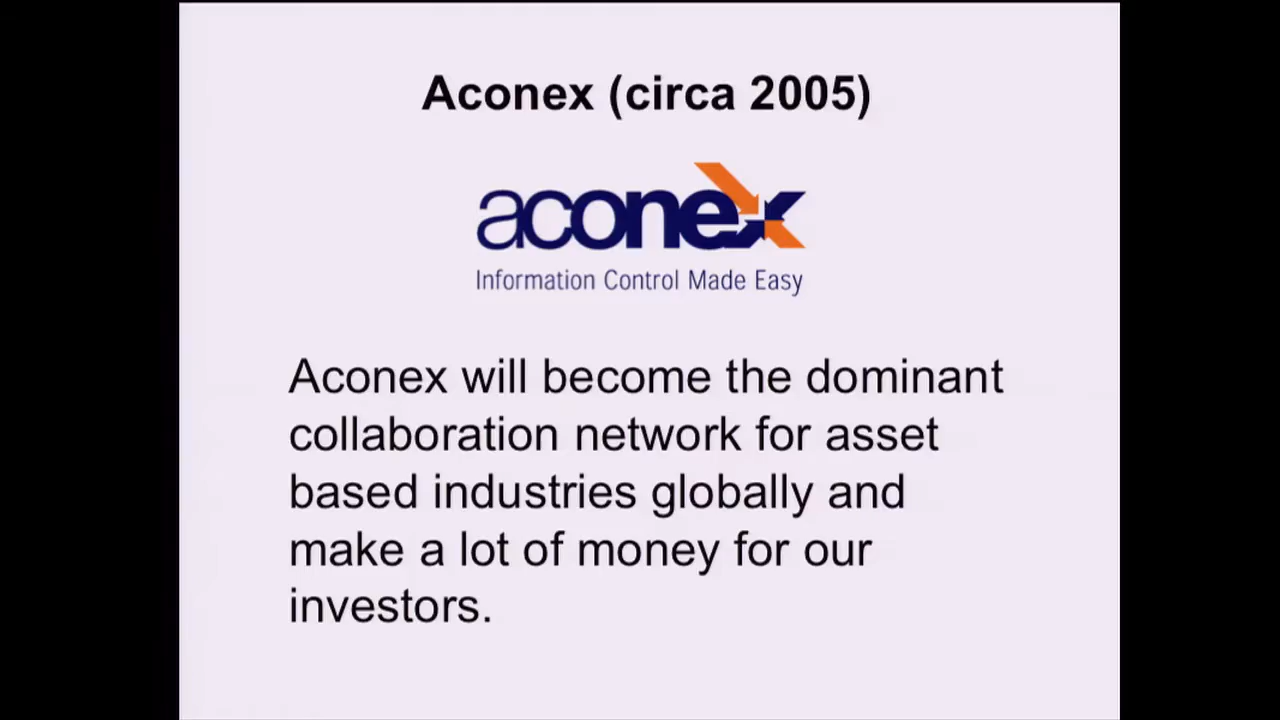 Aconex (circa 2005)
aconex
Information Control Made Easy
Aconex will become the dominant
collaboration network for asset
based industries globally and
make a lot of money for our
investors.